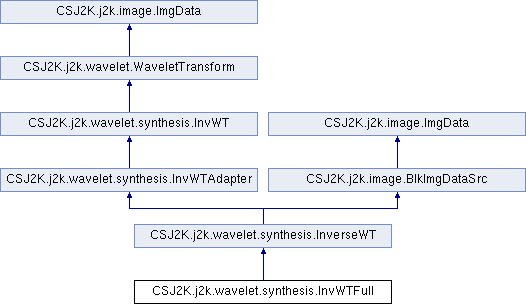 CSJ2K.j2k.image.ImgData
CSJ2K.j2k.wavelet.WaveletTransform
CSJ2K.j2k.wavelet.synthesis.InvWT
CSJ2K.j2k.image.ImgData
CSJ2K.j2k.wavelet.synthesis.InvWTAdapter
CSJ2K.j2k.image.BlkImgDataSrc
CSJ2K.j2k.wavelet.synthesis.InverseWT
CSJ2K.j2k.wavelet.synthesis.InvWTFull